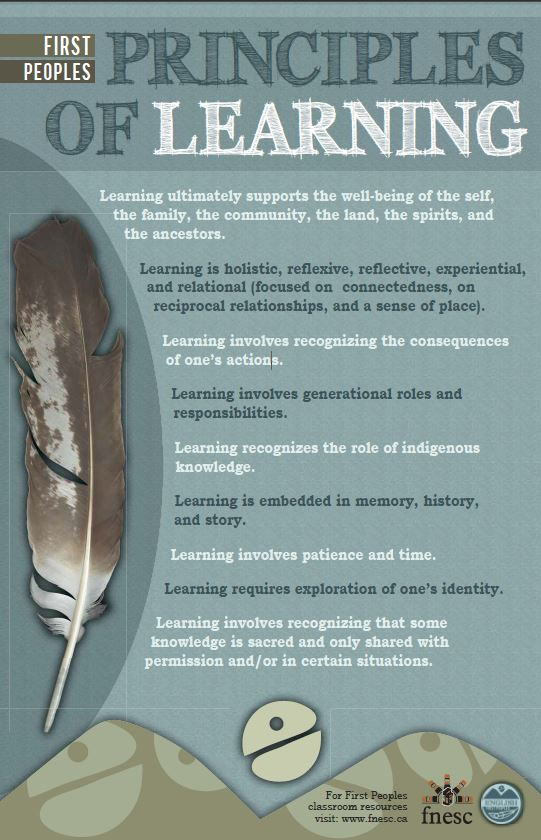 FIRST
PEOPLES
PRINCIPLES
OF LEARNING
Learning ultimately supports the well-being of the self,
the family, the community, the land, the spirits, and
the ancestors.
Learning is holistic, reflexive, reflective, experiential,
and relational (focused on connectedness, on
reciprocal relationships, and a sense of place).
Learning involves recognizing the consequences
of one's actions.
Learning involves generational roles and
responsibilities.
Learning recognizes the role of indigenous
knowledge.
Learning is embedded in memory, history,
and story.
Learning involves patience and time.
Learning requires exploration of one's identity.
Learning involves recognizing that some
knowledge is sacred and only shared with
permission and/or in certain situations.
For First Peoples
classroom resources
visit: www.fnesc.ca
fnesc
ENGLISH